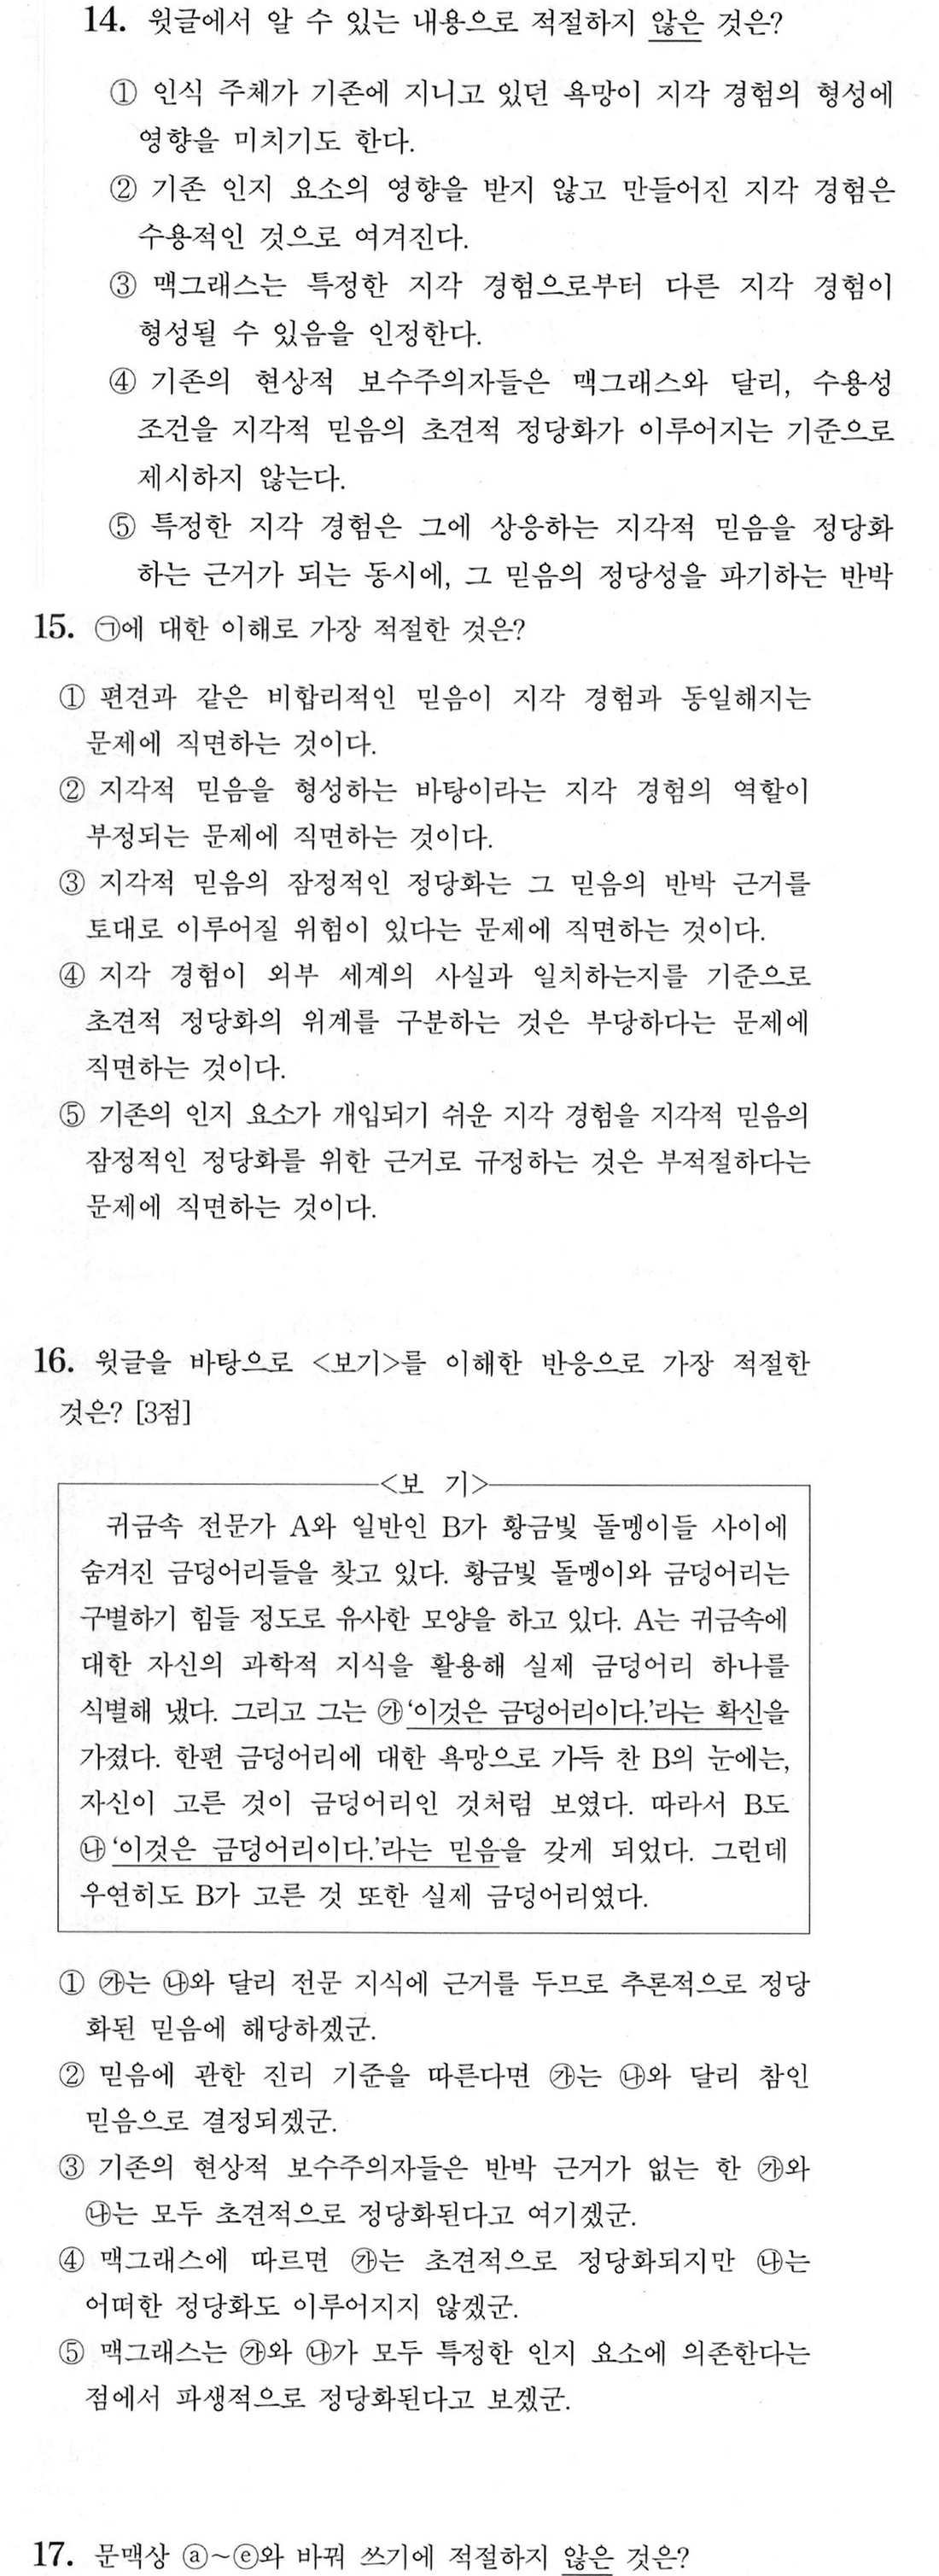 14. 윗글에서 알 수 있는 내용으로 적절하지 않은 것은?
① 인식 주체가 기존에 지니고 있던 욕망이 지각 경험의 형성에
영향을 미치기도 한다.
② 기존 인지 요소의 영향을 받지 않고 만들어진 지각 경험은
수용적인 것으로 여겨진다.
③ 맥그래스는 특정한 지각 경험으로부터 다른 지각 경험이
형성될 수 있음을 인정한다.
④ 기존의 현상적 보수주의자들은 맥그래스와 달리, 수용성
조건을 지각적 믿음의 초견적 정당화가 이루어지는 기준으로
제시하지 않는다.
⑤ 특정한 지각 경험은 그에 상응하는 지각적 믿음을 정당화
하는 근거가 되는 동시에, 그 믿음의 정당성을 파기하는 반박
15. ㉠에 대한 이해로 가장 적절한 것은?
① 편견과 같은 비합리적인 믿음이 지각 경험과 동일해지는
문제에 직면하는 것이다.
② 지각적 믿음을 형성하는 바탕이라는 지각 경험의 역할이
부정되는 문제에 직면하는 것이다.
③ 지각적 믿음의 잠정적인 정당화는 그 믿음의 반박 근거를
토대로 이루어질 위험이 있다는 문제에 직면하는 것이다.
④ 지각 경험이 외부 세계의 사실과 일치하는지를 기준으로
초견적 정당화의 위계를 구분하는 것은 부당하다는 문제에
직면하는 것이다.
⑤ 기존의 인지 요소가 개입되기 쉬운 지각 경험을 지각적 믿음의
잠정적인 정당화를 위한 근거로 규정하는 것은 부적절하다는
문제에 직면하는 것이다.
16. 윗글을 바탕으로 <보기>를 이해한 반응으로 가장 적절한
것은? [3점]
<보 기>
귀금속 전문가 A와 일반인 B가 황금빛 돌멩이들 사이에
숨겨진 금덩어리들을 찾고 있다. 황금빛 돌멩이와 금덩어리는
구별하기 힘들 정도로 유사한 모양을 하고 있다. A는 귀금속에
대한 자신의 과학적 지식을 활용해 실제 금덩어리 하나를
식별해 냈다. 그리고 그는 ㉮'이것은 금덩어리이다.'라는 확신을
가졌다. 한편 금덩어리에 대한 욕망으로 가득 찬 B의 눈에는,
자신이 고른 것이 금덩어리인 것처럼 보였다. 따라서 B도
㉯'이것은 금덩어리이다.'라는 믿음을 갖게 되었다. 그런데
우연히도 B가 고른 것 또한 실제 금덩어리였다.
① ㉮는 ㉯와 달리 전문 지식에 근거를 두므로 추론적으로 정당
화된 믿음에 해당하겠군.
② 믿음에 관한 진리 기준을 따른다면 ㉮는 ㉯와 달리 참인
믿음으로 결정되겠군.
③ 기존의 현상적 보수주의자들은 반박 근거가 없는 한 ㉮와
㉯는 모두 초견적으로 정당화된다고 여기겠군.
④ 맥그래스에 따르면 ㉮는 초견적으로 정당화되지만 ㉯는
어떠한 정당화도 이루어지지 않겠군.
⑤ 맥그래스는 ㉮와 ㉯가 모두 특정한 인지 요소에 의존한다는
점에서 파생적으로 정당화된다고 보겠군.
17. 문맥상 ⓐ~ⓔ와 바꿔 쓰기에 적절하지 않은 것은?